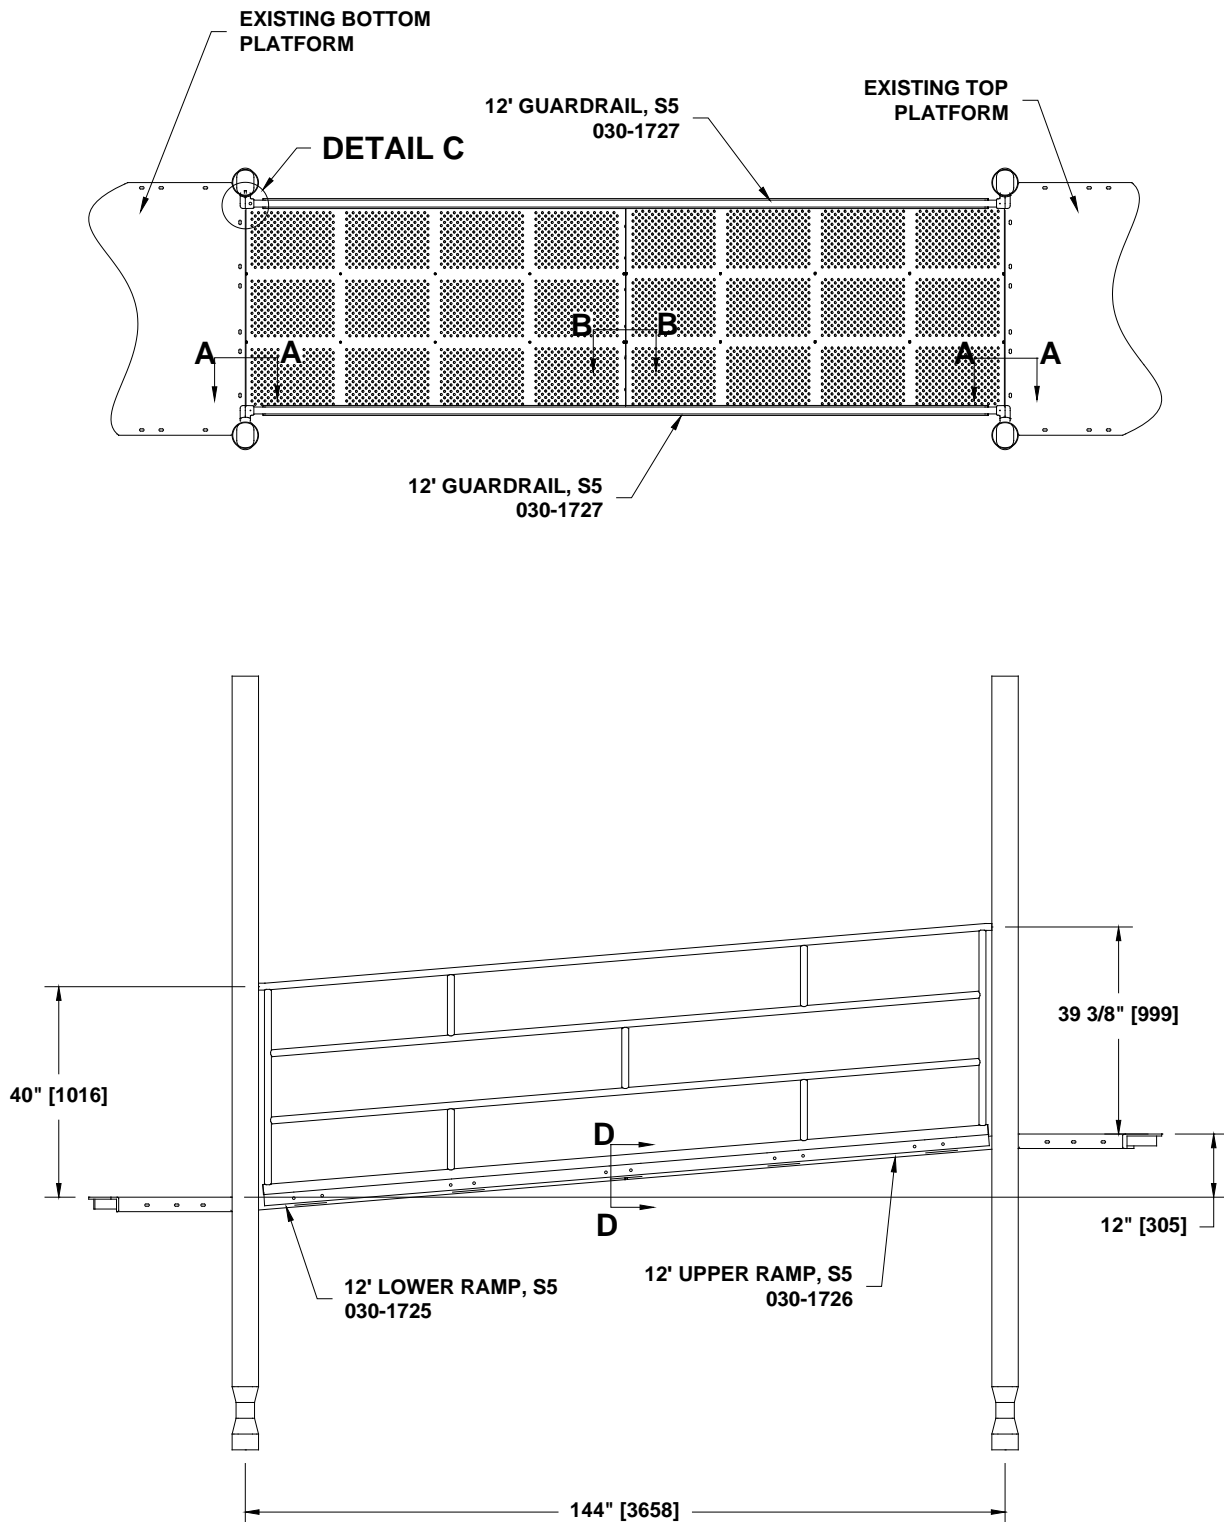 EXISTING BOTTOM
PLATFORM
EXISTING TOP
PLATFORM
12' GUARDRAIL, S5
030-1727
DETAIL C
B
B
A
A
A
A
12' GUARDRAIL, S5
030-1727
39 3/8" [999]
40" [1016]
D
D
12" [305]
12' LOWER RAMP, S5
030-1725
12' UPPER RAMP, S5
030-1726
144" [3658]